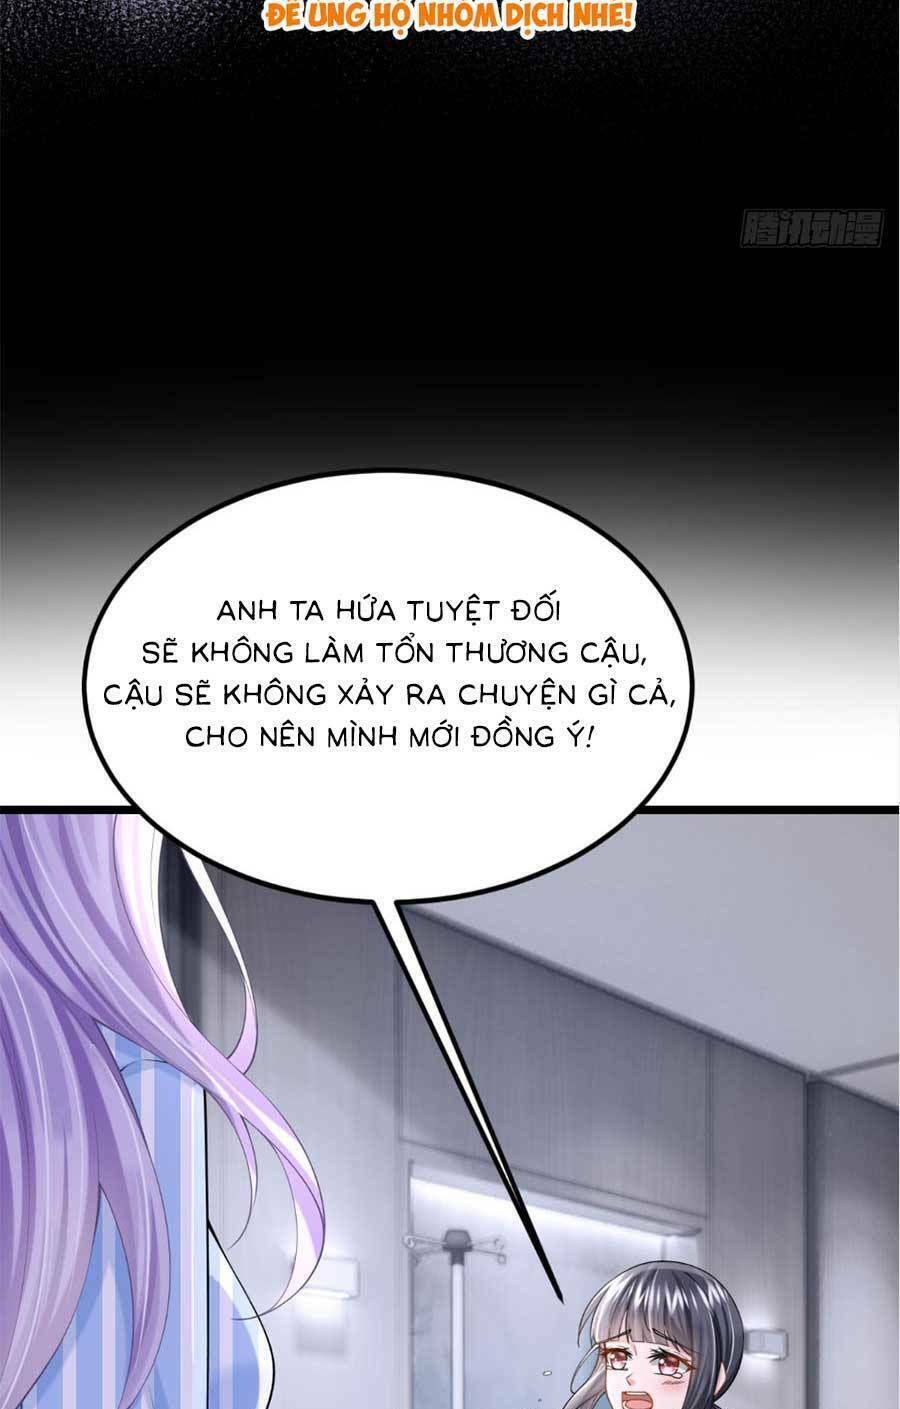 ĐỂ ỦNG HỘ NHÓM DỊCH NHÉ!
腾讯动漫
ANH TA HỨA TUYỆT ĐỐI
SẼ KHÔNG LÀM TỔN THƯƠNG CẬU,
CẬU SẼ KHÔNG XẢY RA CHUYỆN GÌ CẢ,
CHO NÊN MÌNH MỚI ĐỒNG Ý!